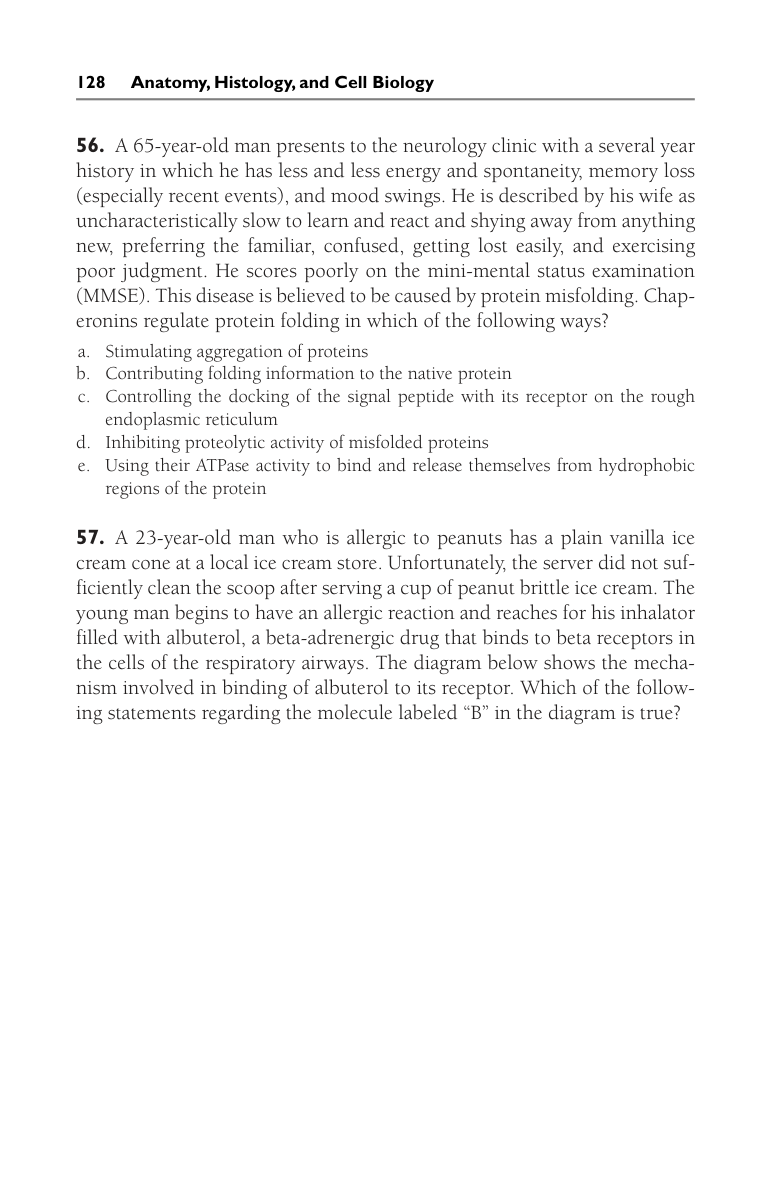 128 Anatomy, Histology, and Cell Biology
56. A 65-year-old man presents to the neurology clinic with a several year
history in which he has less and less energy and spontaneity, memory loss
(especially recent events), and mood swings. He is described by his wife as
uncharacteristically slow to learn and react and shying away from anything
new, preferring the familiar, confused, getting lost easily, and exercising
poor judgment. He scores poorly on the mini-mental status examination
(MMSE). This disease is believed to be caused by protein misfolding. Chap-
eronins regulate protein folding in which of the following ways?
a. Stimulating aggregation of proteins
b. Contributing folding information to the native protein
c. Controlling the docking of the signal peptide with its receptor on the rough
endoplasmic reticulum
d. Inhibiting proteolytic activity of misfolded proteins
e. Using their ATPase activity to bind and release themselves from hydrophobic
regions of the protein
57. A 23-year-old man who is allergic to peanuts has a plain vanilla ice
cream cone at a local ice cream store. Unfortunately, the server did not suf-
ficiently clean the scoop after serving a cup of peanut brittle ice cream. The
young man begins to have an allergic reaction and reaches for his inhalator
filled with albuterol, a beta-adrenergic drug that binds to beta receptors in
the cells of the respiratory airways. The diagram below shows the mecha-
nism involved in binding of albuterol to its receptor. Which of the follow-
ing statements regarding the molecule labeled “B” in the diagram is true?